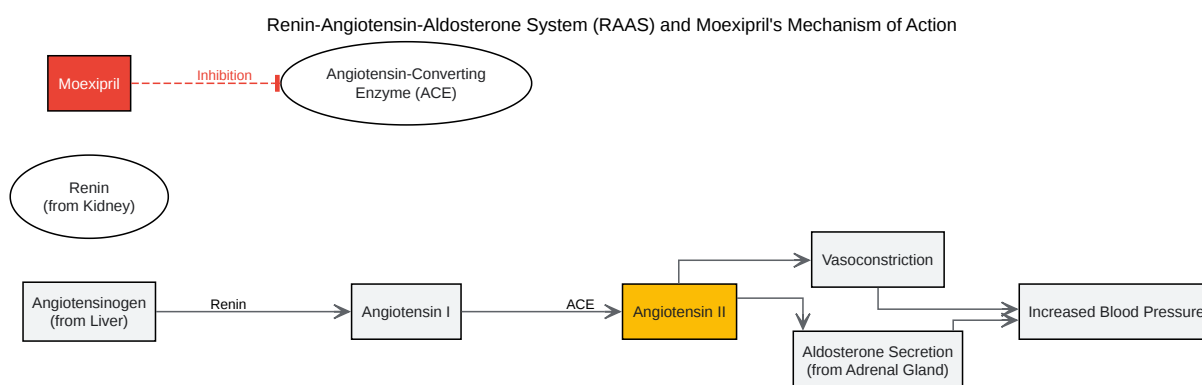 Renin-Angiotensin-Aldosterone System (RAAS) and Moexipril's Mechanism of Action
Moexipril
Inhibition
Angiotensin-Converting
Enzyme (ACE)
Renin
(from Kidney)
Angiotensinogen
(from Liver)
Renin
Angiotensin I
ACE
Angiotensin II
Vasoconstriction
Aldosterone Secretion
(from Adrenal Gland)
Increased Blood Pressure